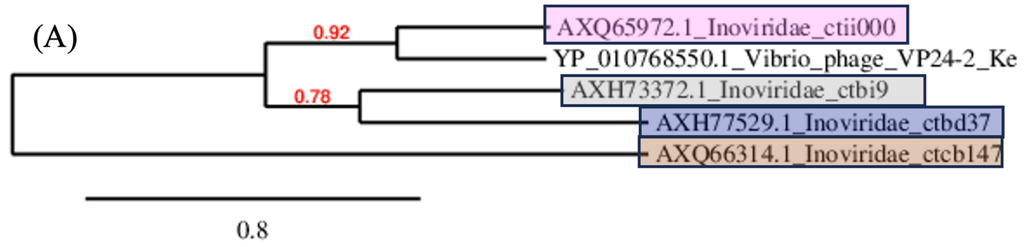 (A)
0.92
AXQ65972.1_Inoviridae_ctii000
YP_010768550.1_Vibrio_phage_VP24-2_Ke
AXH73372.1_Inoviridae_ctbi9
0.78
AXH77529.1_Inoviridae_ctbd37
AXQ66314.1_Inoviridae_ctcb147
0.8